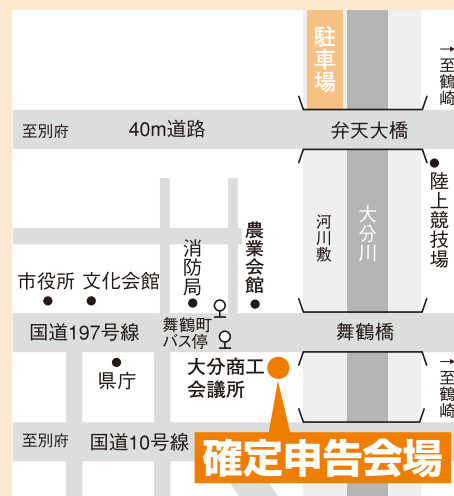 駐車場
→至鶴崎
至別府
40m道路
弁天大橋
陸上競技場
河川敷
大分川
農業会館
消防局
市役所
文化会館
舞鶴町
バス停
国道197号線
舞鶴橋
県庁
大分商工
会議所
→至鶴崎
至別府
国道10号線
確定申告会場